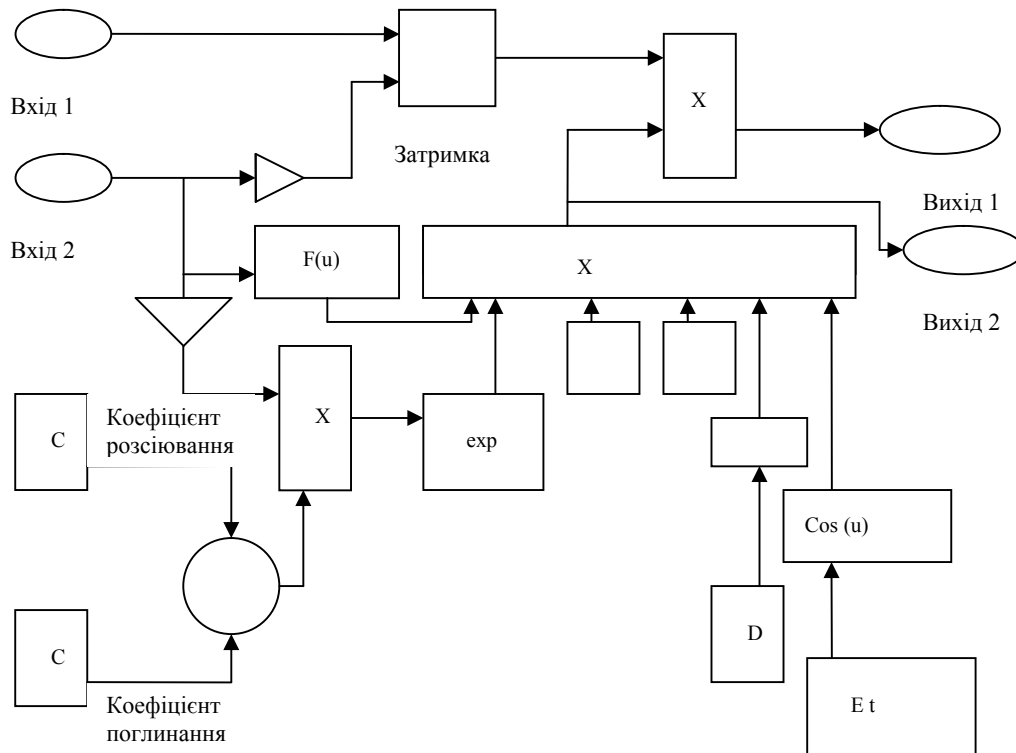 Вхід 1
Затримка
X
Вихід 1
Вхід 2
F(u)
X
Вихід 2
C
Коефіцієнт
розсіювання
X
exp
Cos (u)
C
D
Коефіцієнт
поглинання
E t